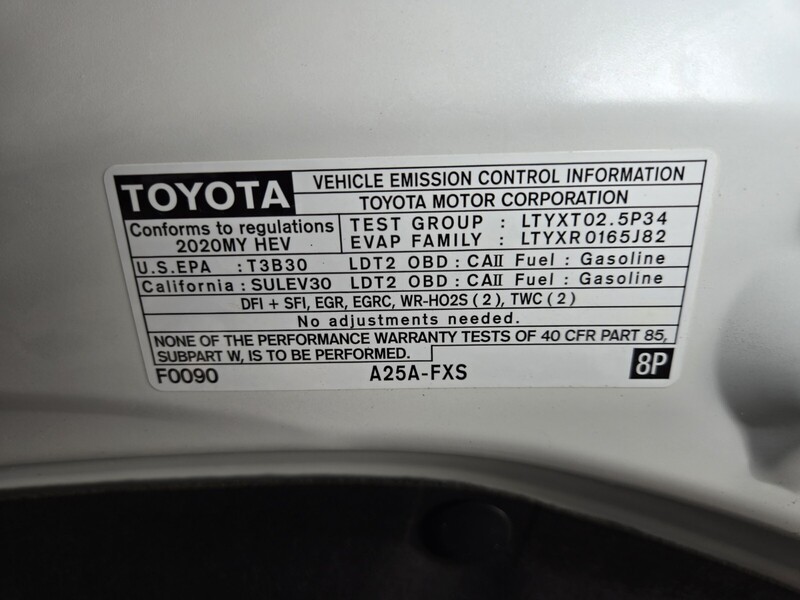 TOYOTA
VEHICLE EMISSION CONTROL INFORMATION
TOYOTA MOTOR CORPORATION
Conforms to regulations
2020MY HEV
TEST GROUP : LTYXT02.5P34
EVAP FAMILY : LTYXR0165J82
U.S.EPA : T3B30 LDT2 OBD : CAII Fuel : Gasoline
California : SULEV30 LDT2 OBD : CAII Fuel : Gasoline
DFI + SFI, EGR, EGRC, WR-HO2S ( 2 ), TWC ( 2 )
No adjustments needed.
NONE OF THE PERFORMANCE WARRANTY TESTS OF 40 CFR PART 85,
SUBPART W, IS TO BE PERFORMED.
F0090 A25A-FXS 8P